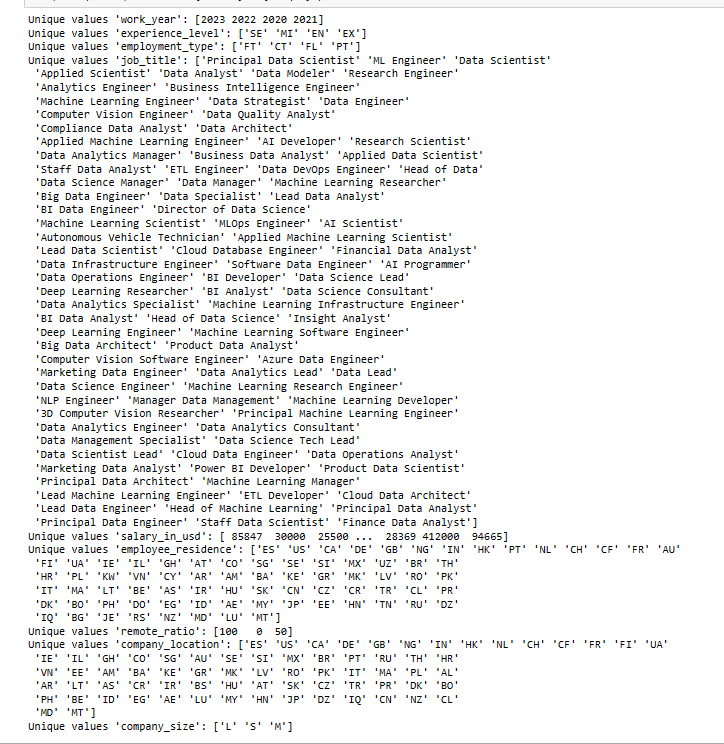 Unique values 'work_year': [2023 2022 2020 2021]
Unique values 'experience_level': ['SE' 'MI' 'EN' 'EX']
Unique values 'employment_type': ['FT' 'CT' 'FL' 'PT']
Unique values 'job_title': ['Principal Data Scientist' 'ML Engineer' 'Data Scientist'
'Applied Scientist' 'Data Analyst' 'Data Modeler' 'Research Engineer'
'Analytics Engineer' 'Business Intelligence Engineer'
'Machine Learning Engineer' 'Data Strategist' 'Data Engineer'
'Computer Vision Engineer' 'Data Quality Analyst'
'Compliance Data Analyst' 'Data Architect'
'Applied Machine Learning Engineer' 'AI Developer' 'Research Scientist'
'Data Analytics Manager' 'Business Data Analyst' 'Applied Data Scientist'
'Staff Data Analyst' 'ETL Engineer' 'Data DevOps Engineer' 'Head of Data'
'Data Science Manager' 'Data Manager' 'Machine Learning Researcher'
'Big Data Engineer' 'Data Specialist' 'Lead Data Analyst'
'BI Data Engineer' 'Director of Data Science'
'Machine Learning Scientist' 'MLOps Engineer' 'AI Scientist'
'Autonomous Vehicle Technician' 'Applied Machine Learning Scientist'
'Lead Data Scientist' 'Cloud Database Engineer' 'Financial Data Analyst'
'Data Infrastructure Engineer' 'Software Data Engineer' 'AI Programmer'
'Data Operations Engineer' 'BI Developer' 'Data Science Lead'
'Deep Learning Researcher' 'BI Analyst' 'Data Science Consultant'
'Data Analytics Specialist' 'Machine Learning Infrastructure Engineer'
'BI Data Analyst' 'Head of Data Science' 'Insight Analyst'
'Deep Learning Engineer' 'Machine Learning Software Engineer'
'Big Data Architect' 'Product Data Analyst'
'Computer Vision Software Engineer' 'Azure Data Engineer'
'Marketing Data Engineer' 'Data Analytics Lead' 'Data Lead'
'Data Science Engineer' 'Machine Learning Research Engineer'
'NLP Engineer' 'Manager Data Management' 'Machine Learning Developer'
'3D Computer Vision Researcher' 'Principal Machine Learning Engineer'
'Data Analytics Engineer' 'Data Analytics Consultant'
'Data Management Specialist' 'Data Science Tech Lead'
'Data Scientist Lead' 'Cloud Data Engineer' 'Data Operations Analyst'
'Marketing Data Analyst' 'Power BI Developer' 'Product Data Scientist'
'Principal Data Architect' 'Machine Learning Manager'
'Lead Machine Learning Engineer' 'ETL Developer' 'Cloud Data Architect'
'Lead Data Engineer' 'Head of Machine Learning' 'Principal Data Analyst'
'Principal Data Engineer' 'Staff Data Scientist' 'Finance Data Analyst']
Unique values 'salary_in_usd': [ 85847  30000  25500 ...  28369 412000  94665]
Unique values 'employee_residence': ['ES' 'US' 'CA' 'DE' 'GB' 'NG' 'IN' 'HK' 'PT' 'NL' 'CH' 'CF' 'FR' 'AU'
'FI' 'UA' 'IE' 'IL' 'GH' 'AT' 'CO' 'SG' 'SE' 'SI' 'MX' 'UZ' 'BR' 'TH'
'HR' 'PL' 'KW' 'VN' 'CY' 'AR' 'AM' 'BA' 'KE' 'GR' 'MK' 'LV' 'RO' 'PK'
'IT' 'MA' 'LT' 'BE' 'AS' 'IR' 'HU' 'SK' 'CN' 'CZ' 'CR' 'TR' 'CL' 'PR'
'DK' 'BO' 'PH' 'DO' 'EG' 'ID' 'AE' 'MY' 'JP' 'EE' 'HN' 'TN' 'RU' 'DZ'
'IQ' 'BG' 'JE' 'RS' 'NZ' 'MD' 'LU' 'MT']
Unique values 'remote_ratio': [100   0  50]
Unique values 'company_location': ['ES' 'US' 'CA' 'DE' 'GB' 'NG' 'IN' 'HK' 'NL' 'CH' 'CF' 'FR' 'FI' 'UA'
'IE' 'IL' 'GH' 'CO' 'SG' 'AU' 'SE' 'SI' 'MX' 'BR' 'PT' 'RU' 'TH' 'HR'
'VN' 'EE' 'AM' 'BA' 'KE' 'GR' 'MK' 'LV' 'RO' 'PK' 'IT' 'MA' 'PL' 'AL'
'AR' 'LT' 'AS' 'CR' 'IR' 'BS' 'HU' 'AT' 'SK' 'CZ' 'TR' 'PR' 'DK' 'BO'
'PH' 'BE' 'ID' 'EG' 'AE' 'LU' 'MY' 'HN' 'JP' 'DZ' 'IQ' 'CN' 'NZ' 'CL'
'MD' 'MT']
Unique values 'company_size': ['L' 'S' 'M']